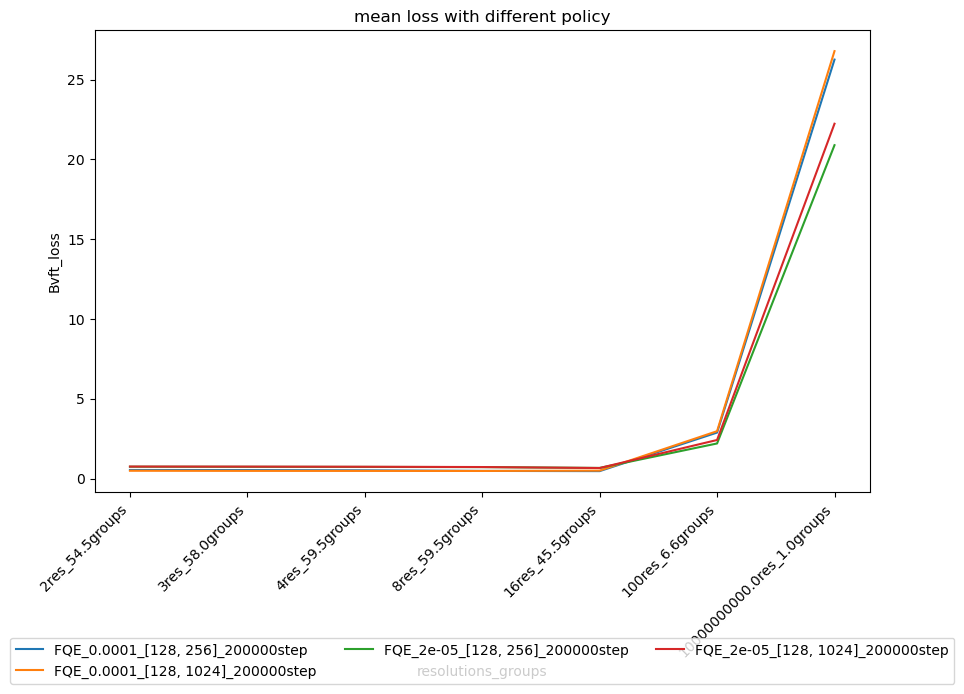 mean loss with different policy
Bvft_loss
25
20
15
10
5
0
2res_54.5groups
3res_58.0groups
4res_59.5groups
8res_59.5groups
16res_45.5groups
100res_6.6groups
00000000.0res_1.0groups
resolutions_groups
FQE_0.0001_[128, 256]_200000step
FQE_0.0001_[128, 1024]_200000step
FQE_2e-05_[128, 256]_200000step
FQE_2e-05_[128, 1024]_200000step